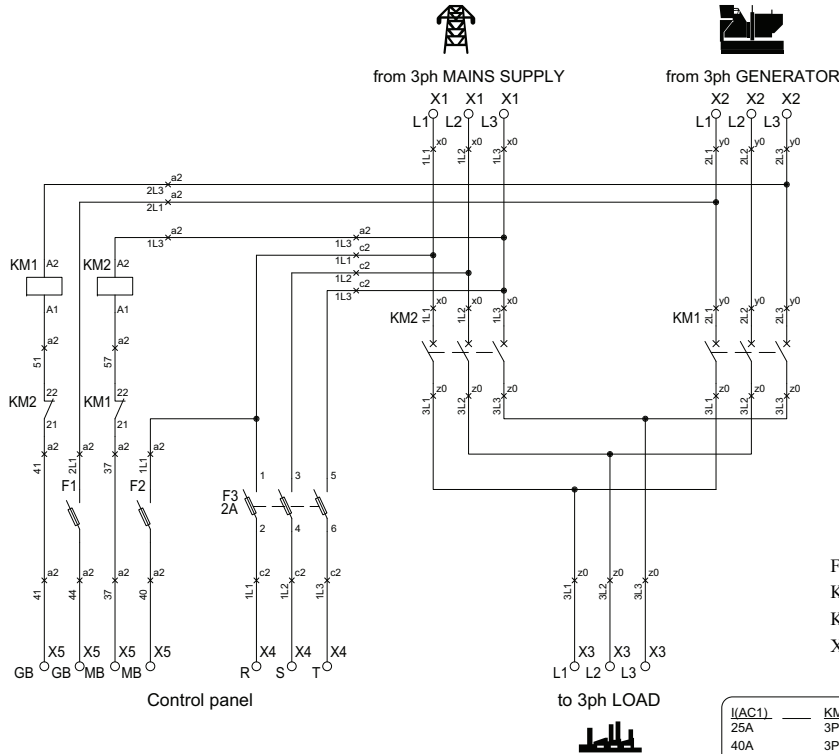 from 3ph MAINS SUPPLY
from 3ph GENERATOR
X1 X1 X1
L1 L2 L3
X2 X2 X2
L1 L2 L3
1L1 x0 1L2 x0 1L3 x0
2L1 y0 2L2 y0 2L3 y0
a2
2L3
a2
2L1
a2
1L3
a2
1L3
c2
1L1
c2
1L2
c2
1L3
KM1 A2
KM2 A2
A1 A1
1L1 x0 1L2 x0 1L3 x0
KM2
2L1 y0 2L2 y0 2L3 y0
KM1
51 a2
57 a2
KM2 22
21
KM1 22
21
3L1 z0 3L2 z0 3L3 z0
3L1 z0 3L2 z0 3L3 z0
41 a2
2L1 a2
37 a2
1L1 a2
F1
F2
F3
2A
1 3 5
2 4 6
41 a2
44 a2
37 a2
40 a2
1L1 c2
1L2 c2
1L3 c2
3L1 z0 3L2 z0 3L3 z0
F
K
K
X
X5 X5 X5 X5
GB GB MB MB
X4 X4 X4
R S T
X3 X3 X3
L1 L2 L3
Control panel
to 3ph LOAD
I(AC1) KM
25A 3P
40A 3P